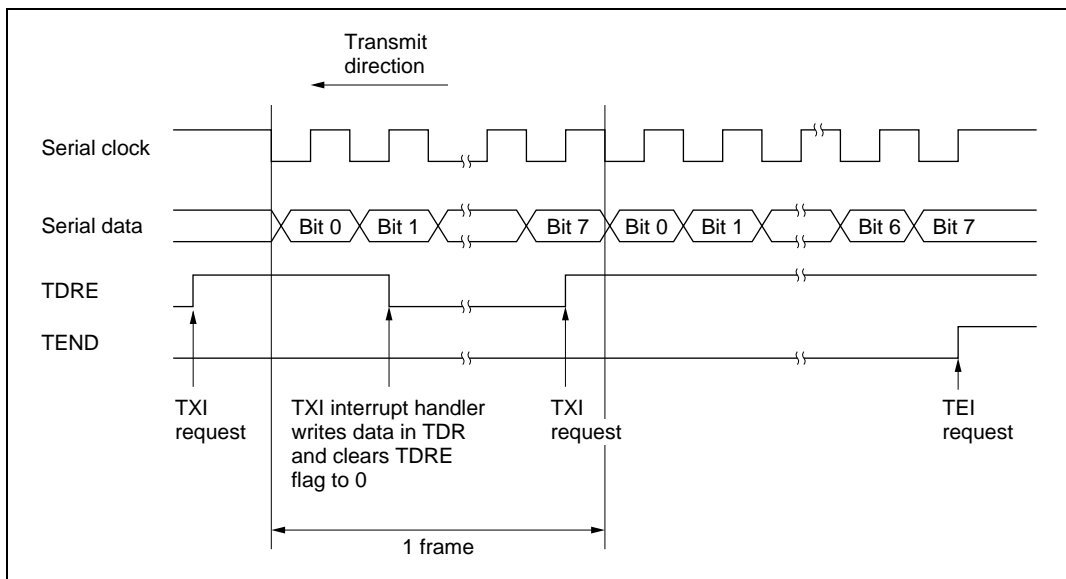 Transmit
direction
Serial clock
Serial data
Bit 0
Bit 1
Bit 7
Bit 0
Bit 1
Bit 6
Bit 7
TDRE
TEND
TXI
request
TXI interrupt handler
writes data in TDR
and clears TDRE
flag to 0
TXI
request
TEI
request
1 frame